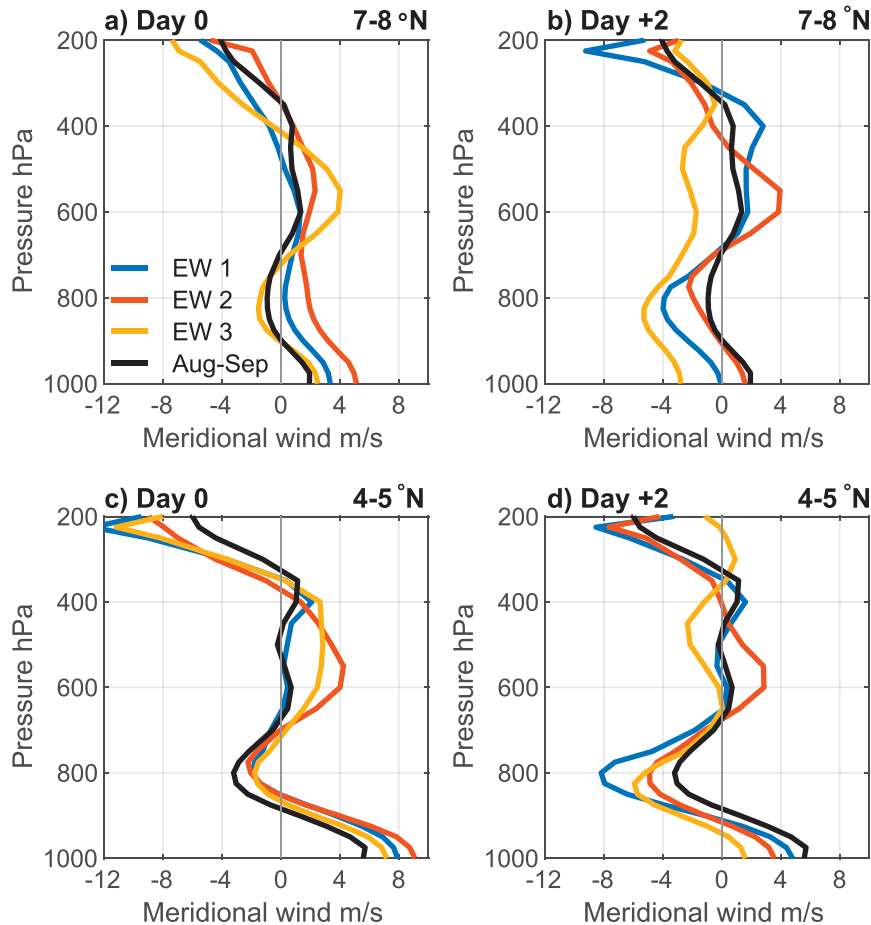 a) Day 0 7-8 °N
200
400
600
800
1000
Pressure hPa
EW 1
EW 2
EW 3
Aug-Sep
-12 -8 -4 0 4 8
Meridional wind m/s
b) Day +2 7-8 °N
200
400
600
800
1000
Pressure hPa
-12 -8 -4 0 4 8
Meridional wind m/s
c) Day 0 4-5 °N
200
400
600
800
1000
Pressure hPa
-12 -8 -4 0 4 8
Meridional wind m/s
d) Day +2 4-5 °N
200
400
600
800
1000
Pressure hPa
-12 -8 -4 0 4 8
Meridional wind m/s